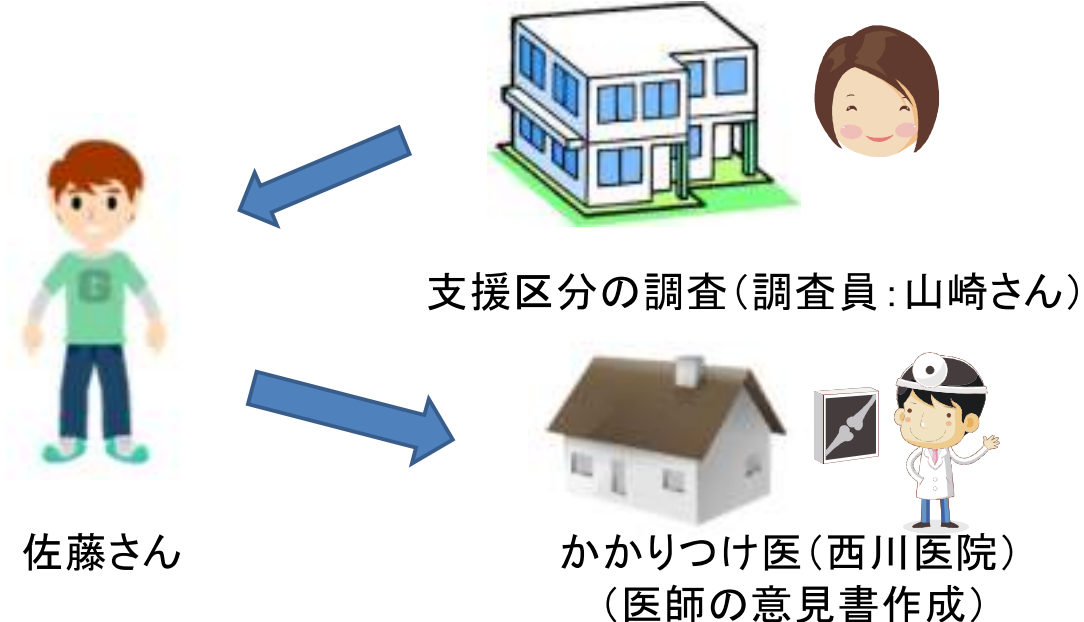 支援区分の調査（調査員：山崎さん）
G
佐藤さん
かかりつけ医（西川医院）
（医師の意見書作成）